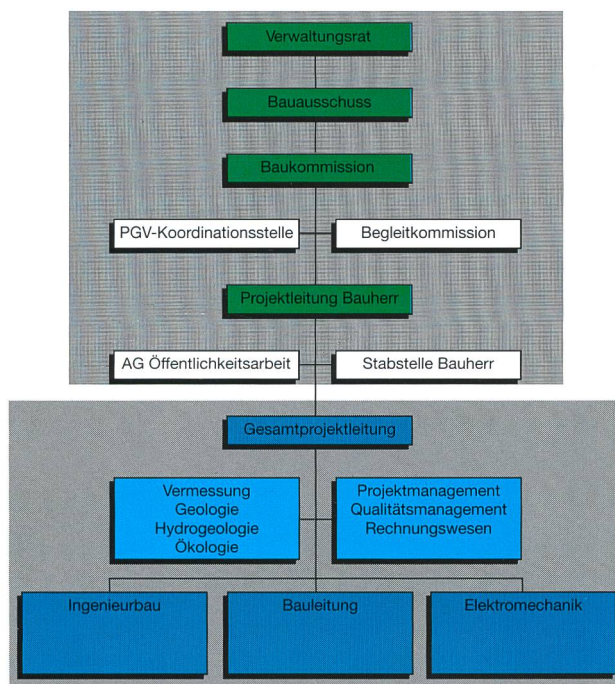 Verwaltungsrat
Bauausschuss
Baukommission
PGV-Koordinationsstelle
Begleitkommission
Projektleitung Bauherr
AG Öffentlichkeitsarbeit
Stabstelle Bauherr
Gesamtprojektleitung
Vermessung
Geologie
Hydrogeologie
Ökologie
Projektmanagement
Qualitätsmanagement
Rechnungswesen
Ingenieurbau
Bauleitung
Elektromechanik